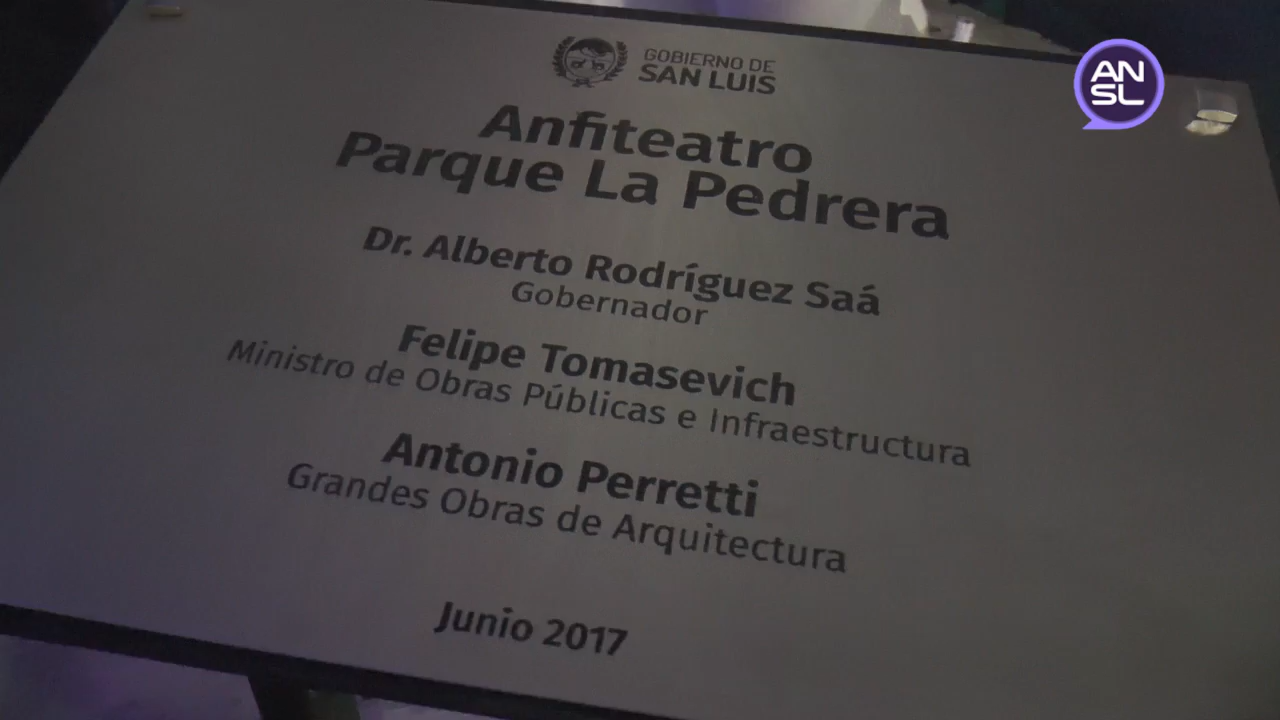 GOBIERNO DE
SAN LUIS
AN
SL
Anfiteatro
Parque La Pedrera
Dr. Alberto Rodríguez Saá
Gobernador
Felipe Tomasevich
Ministro de Obras Públicas e Infraestructura
Antonio Perretti
Grandes Obras de Arquitectura
Junio 2017